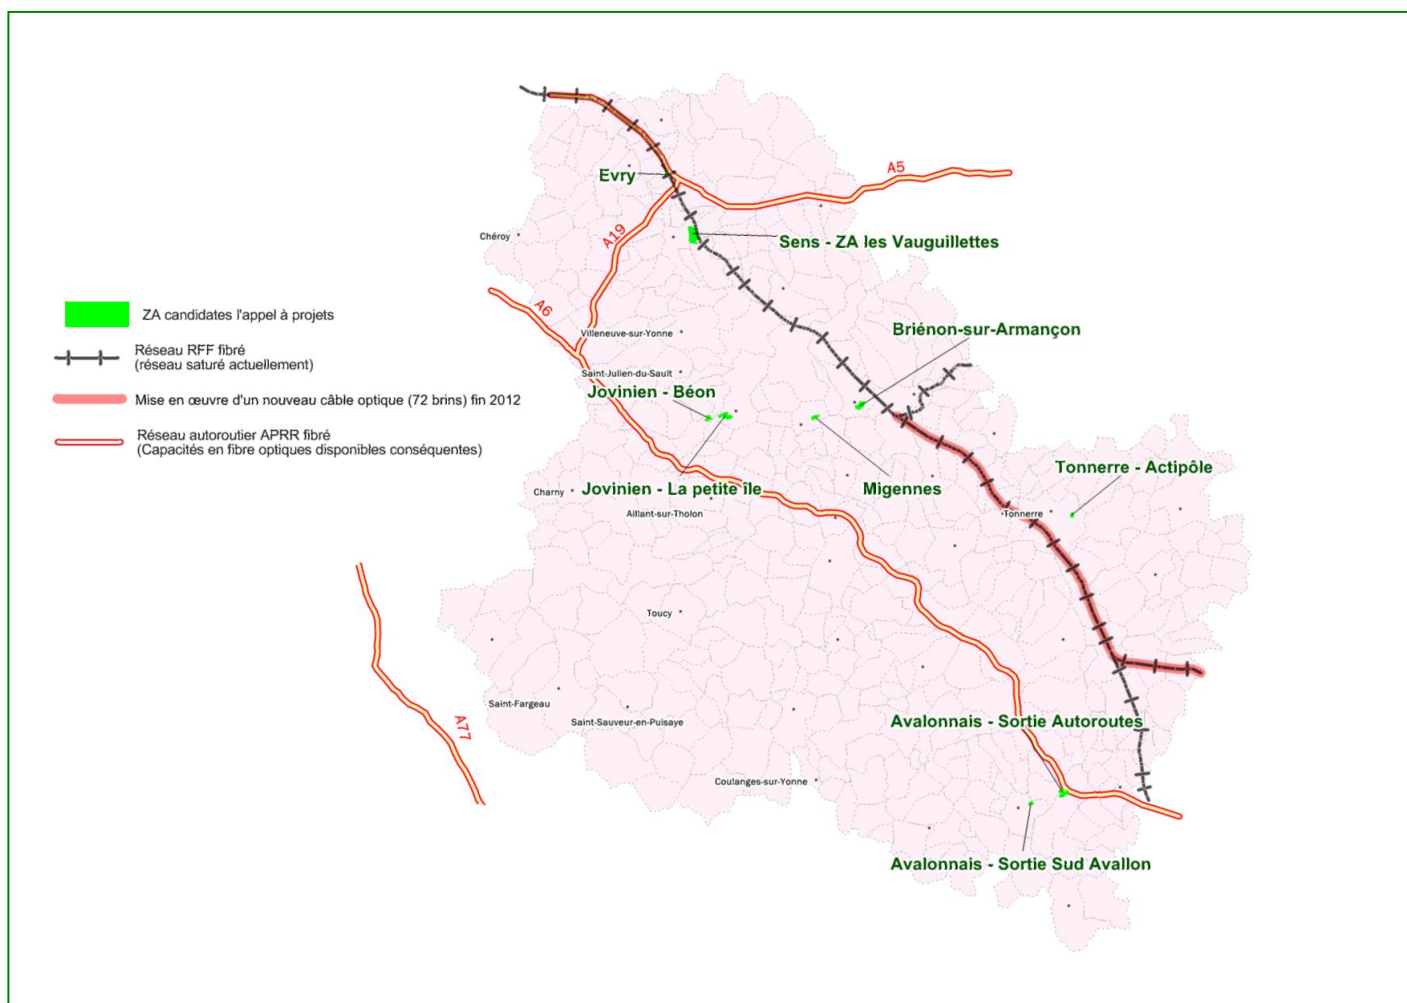 A5
Evry
A19
Chéroy
Sens - ZA les Vauguillettes
A6
ZA candidates l'appel à projets
Villeneuve-sur-Yonne
Briénon-sur-Armançon
Réseau RFF fibré
(réseau saturé actuellement)
Saint-Julien-du-Sault
Jovinien - Béon
Mise en œuvre d'un nouveau câble optique (72 brins) fin 2012
Réseau autoroutier APRR fibré
(Capacités en fibre optiques disponibles conséquentes)
Tonnerre - Actipôle
Jovinien - La petite île
Migennes
Charny
Aillant-sur-Tholon
Tonnerre
Toucy
Saint-Fargeau
Saint-Sauveur-en-Puisaye
A77
Avalonnais - Sortie Autoroutes
Coulanges-sur-Yonne
Avalonnais - Sortie Sud Avallon